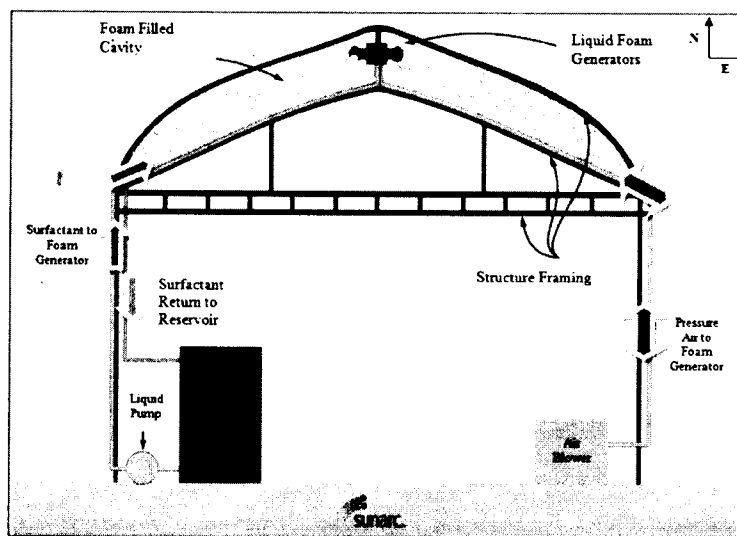 Foam Filled
Cavity
Liquid Foam
Generators
N
E
Surfactant to
Foam
Generator
Surfactant
Return to
Reservoir
Structure Framing
Pressure
Air to
Foam
Generator
Liquid
Pump
Air
Blower
sunarc